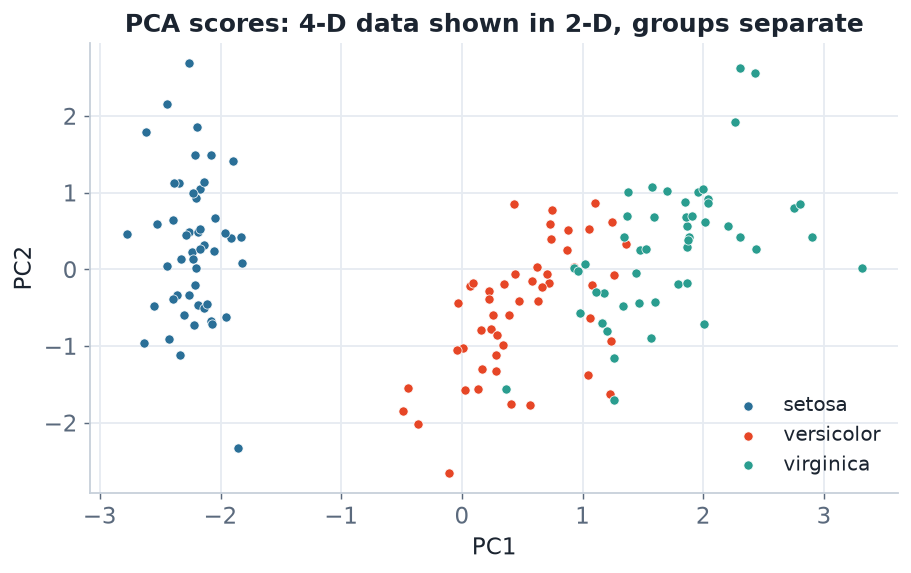 PCA scores: 4-D data shown in 2-D, groups separate
2
1
0
−1
−2
PC2
setosa
versicolor
virginica
−3 −2 −1 0 1 2 3
PC1